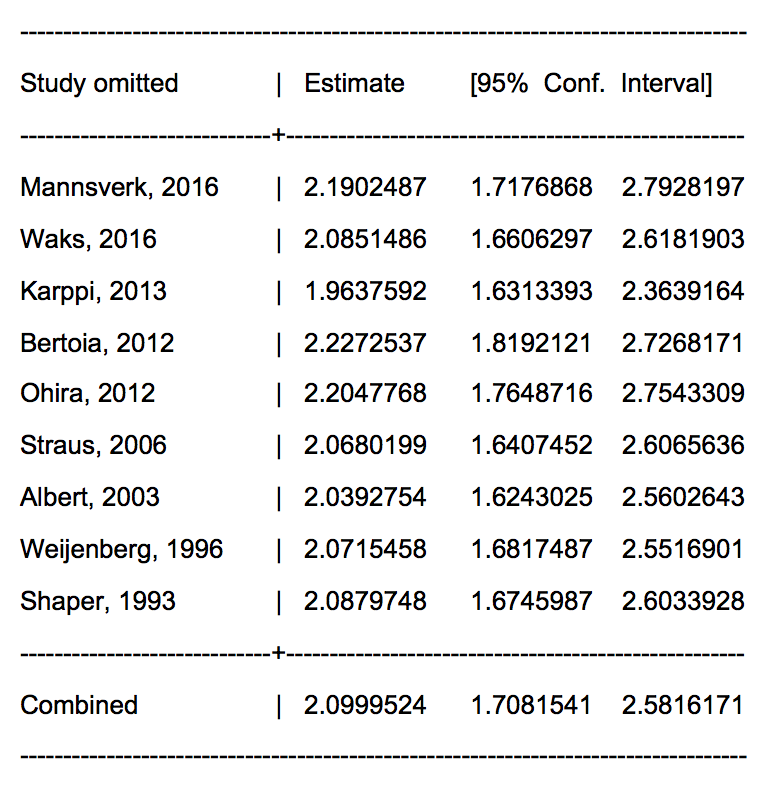 --------------------------------------------------------------------------------------
Study omitted | Estimate [95% Conf. Interval]
------------------------------+------------------------------------------------------
Mannsverk, 2016 | 2.1902487 1.7176868 2.7928197
Waks, 2016 | 2.0851486 1.6606297 2.6181903
Karppi, 2013 | 1.9637592 1.6313393 2.3639164
Bertoia, 2012 | 2.2272537 1.8192121 2.7268171
Ohira, 2012 | 2.2047768 1.7648716 2.7543309
Straus, 2006 | 2.0680199 1.6407452 2.6065636
Albert, 2003 | 2.0392754 1.6243025 2.5602643
Weijenberg, 1996 | 2.0715458 1.6817487 2.5516901
Shaper, 1993 | 2.0879748 1.6745987 2.6033928
------------------------------+------------------------------------------------------
Combined | 2.0999524 1.7081541 2.5816171
--------------------------------------------------------------------------------------